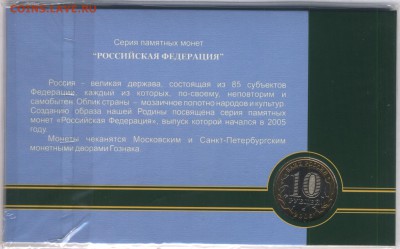 COINS.LAVE.RU
Серия памятных монет
"РОССИЙСКАЯ ФЕДЕРАЦИЯ"
Россия - великая держава, состоящая из 85 субъектов
Федерации, каждый из которых, по-своему, неповторим и
самобытен. Облик страны – мозаичное полотно народов и культур.
Созданию образа нашей Родины посвящена серия памятных
монет «Российская Федерация», выпуск которой начался в 2005
году.
Монеты чеканятся Московским и Санкт-Петербургским
монетными дворами Гознака.
10
РУБЛЕЙ